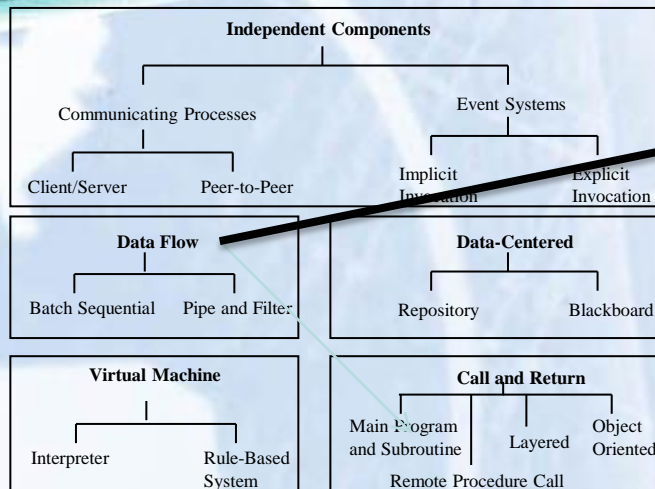 Independent Components
Communicating Processes
Event Systems
Client/Server
Peer-to-Peer
Implicit
Invocation
Explicit
Invocation
Data Flow
Batch Sequential
Pipe and Filter
Data-Centered
Repository
Blackboard
Virtual Machine
Interpreter
Rule-Based
System
Call and Return
Main Program
and Subroutine
Remote Procedure Call
Layered
Object
Oriented